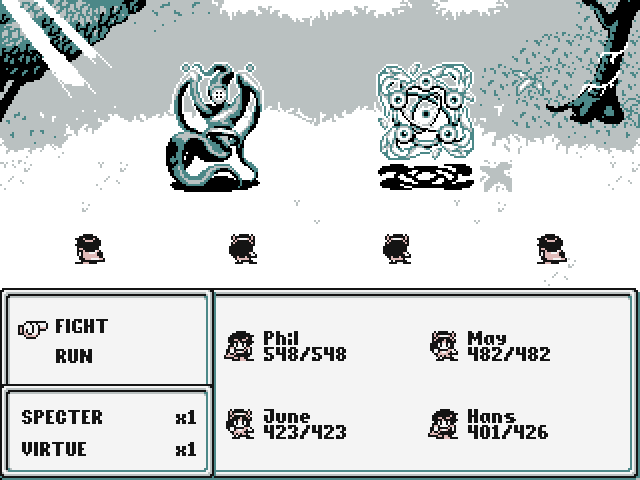 FIGHT
RUN
SPECTER x1
VIRTUE x1
Phil
548/548
May
482/482
June
423/423
Hans
401/426